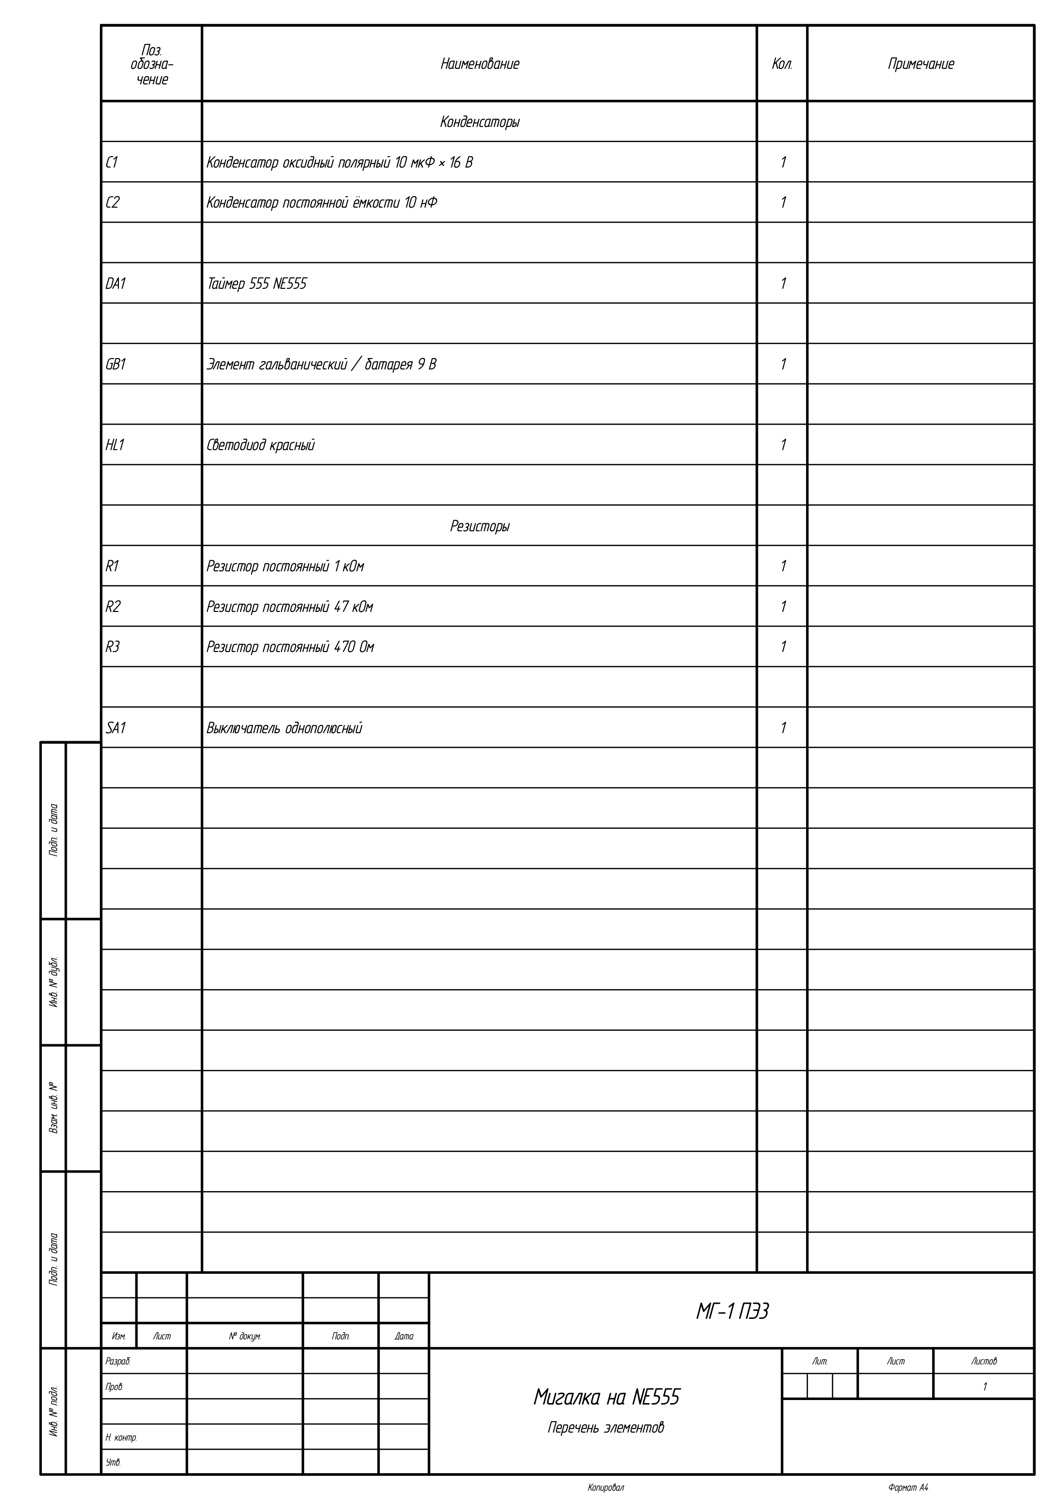 Поз. обозна-
чение
Наименование
Кол.
Примечание
Конденсаторы
C1 Конденсатор оксидный полярный 10 мкФ × 16 В 1
C2 Конденсатор постоянной ёмкости 10 нФ 1
DA1 Таймер 555 NE555 1
GB1 Элемент гальванический / батарея 9 В 1
HL1 Светодиод красный 1
Резисторы
R1 Резистор постоянный 1 кОм 1
R2 Резистор постоянный 47 кОм 1
R3 Резистор постоянный 470 Ом 1
SA1 Выключатель однополюсный 1
Подп. и дата
Инв. № дубл.
Взам. инв. №
Подп. и дата
Инв. № подл.
МГ-1 ПЭ3
Изм Лист № докум. Подп. Дата
Разраб.
Пров.
Н. контр.
Утв.
Мигалка на NE555
Перечень элементов
Лит. Лист Листов
1
Копировал Формат А4